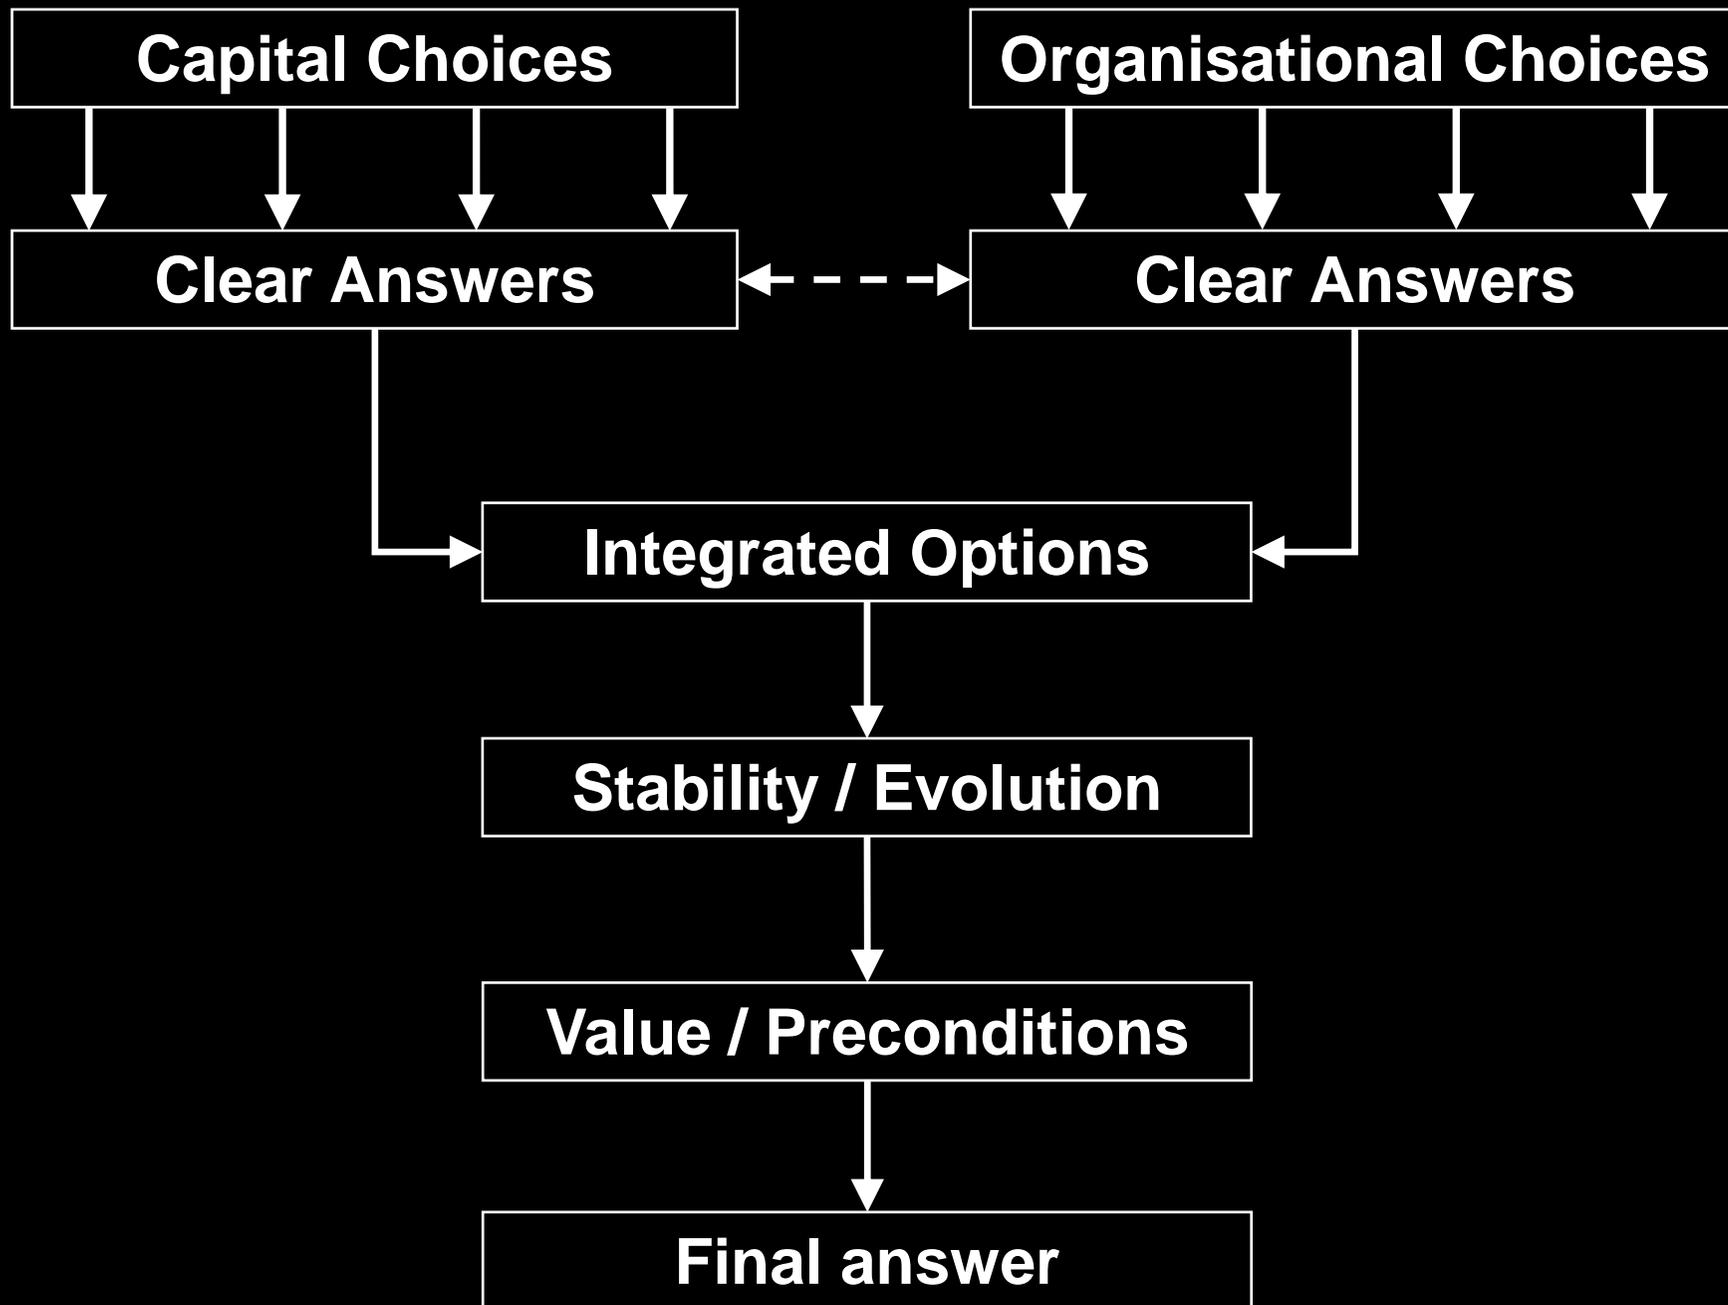 Capital Choices
Organisational Choices
Clear Answers
Clear Answers
Integrated Options
Stability / Evolution
Value / Preconditions
Final answer